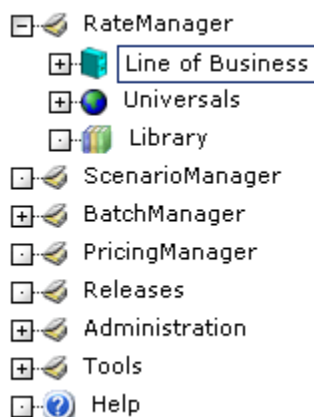 RateManager
Line of Business
Universals
Library
ScenarioManager
BatchManager
PricingManager
Releases
Administration
Tools
Help